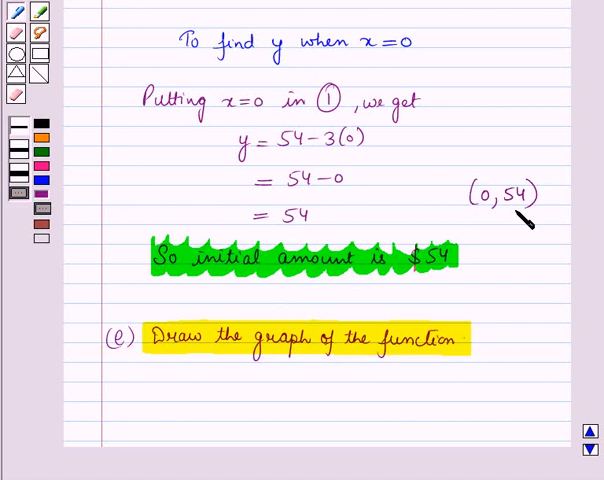 To find y when x=0
Putting x=0 in ①, we get
y = 54-3(0)
= 54-0
= 54
(0, 54)
So initial amount is $54
(e) Draw the graph of the function